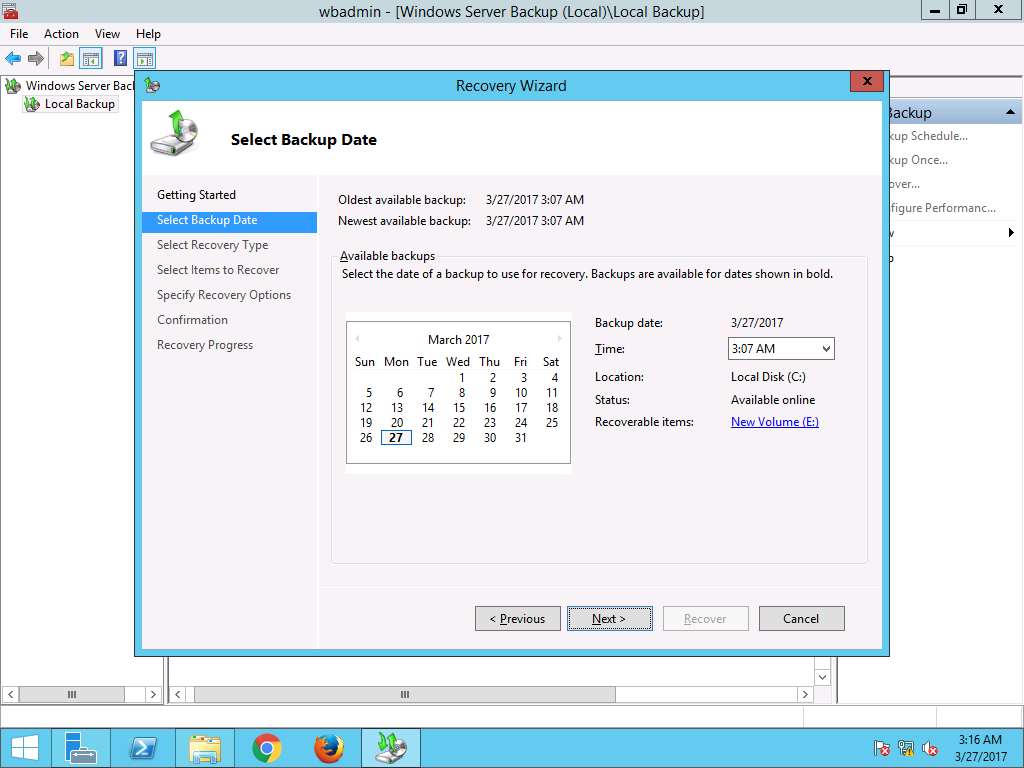 wbadmin - [Windows Server Backup (Local)\Local Backup]
File Action View Help
Windows Server Bac
Local Backup
Recovery Wizard
Select Backup Date
Getting Started
Select Backup Date
Select Recovery Type
Select Items to Recover
Specify Recovery Options
Confirmation
Recovery Progress
Oldest available backup: 3/27/2017 3:07 AM
Newest available backup: 3/27/2017 3:07 AM
Available backups
Select the date of a backup to use for recovery. Backups are available for dates shown in bold.
March 2017
Sun Mon Tue Wed Thu Fri Sat
1 2 3 4
5 6 7 8 9 10 11
12 13 14 15 16 17 18
19 20 21 22 23 24 25
26 27 28 29 30 31
Backup date: 3/27/2017
Time: 3:07 AM
Location: Local Disk (C:)
Status: Available online
Recoverable items: New Volume (E:)
< Previous Next > Recover Cancel
Backup
kup Schedule...
kup Once...
over...
figure Performanc...
3:16 AM
3/27/2017